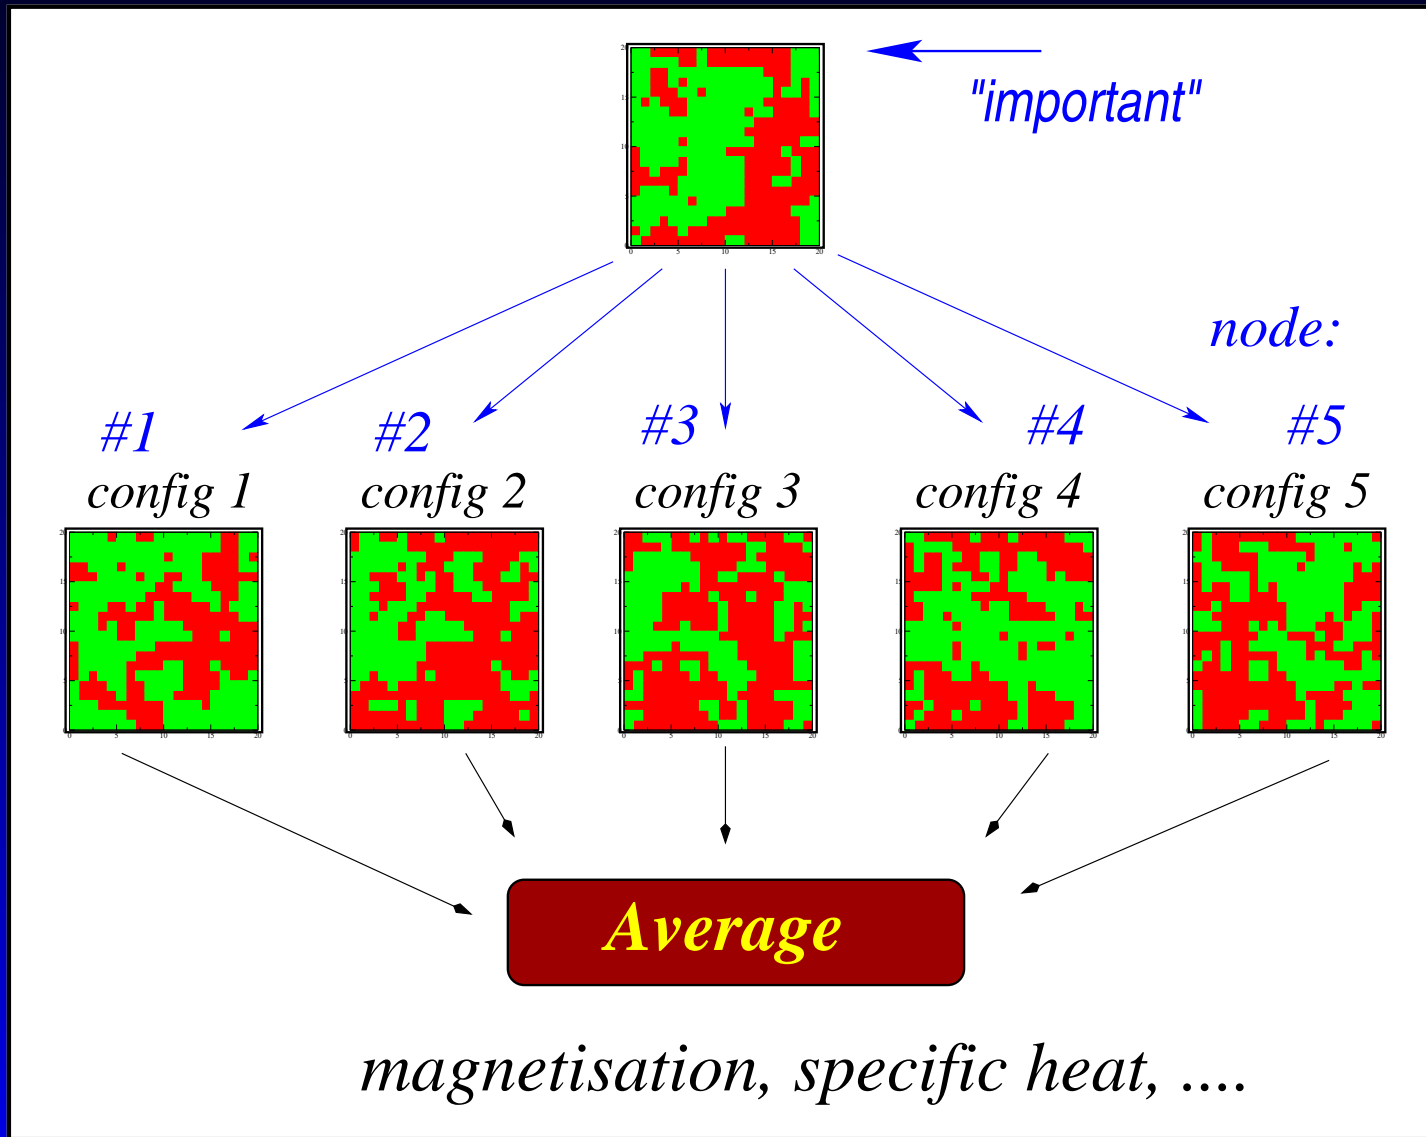 "important"
node:
#1 #2 #3 #4 #5
config 1 config 2 config 3 config 4 config 5
Average
magnetisation, specific heat, ....